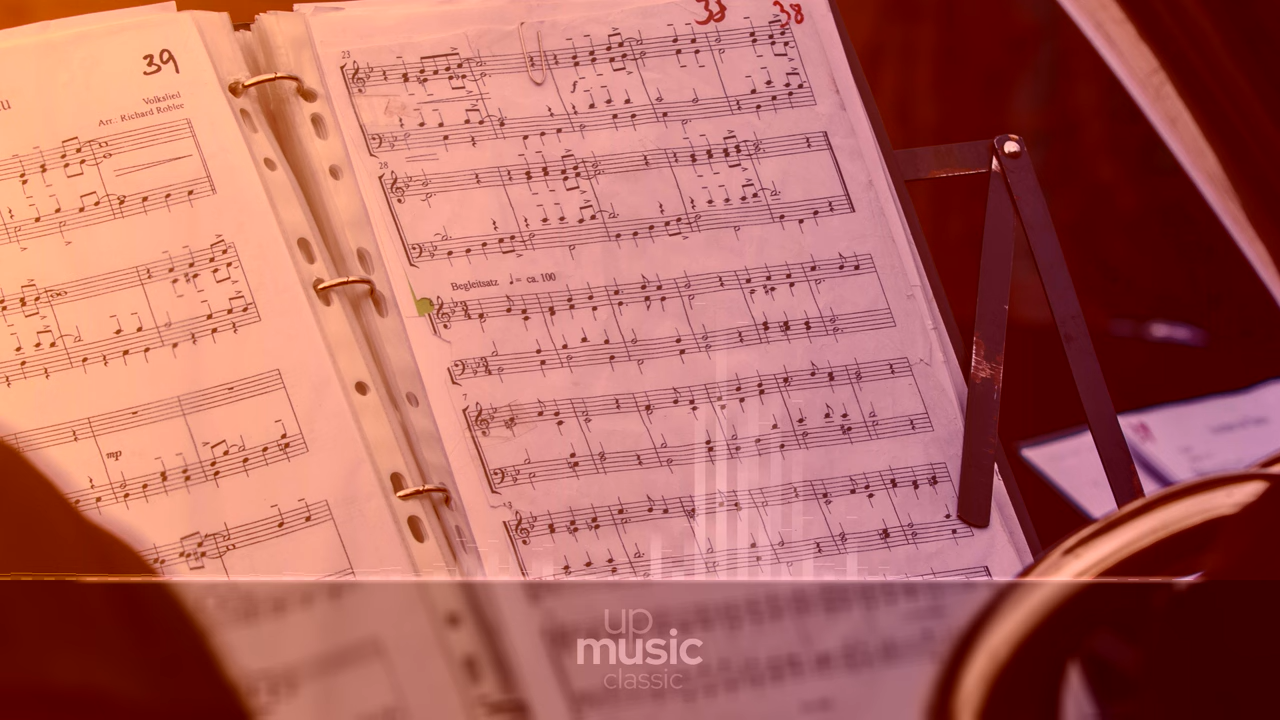 39
Volkslied
Arr.: Richard Roblee
mp
33 38
23
28
Begleitsatz ♩= ca. 100
7
13
up
music
classic